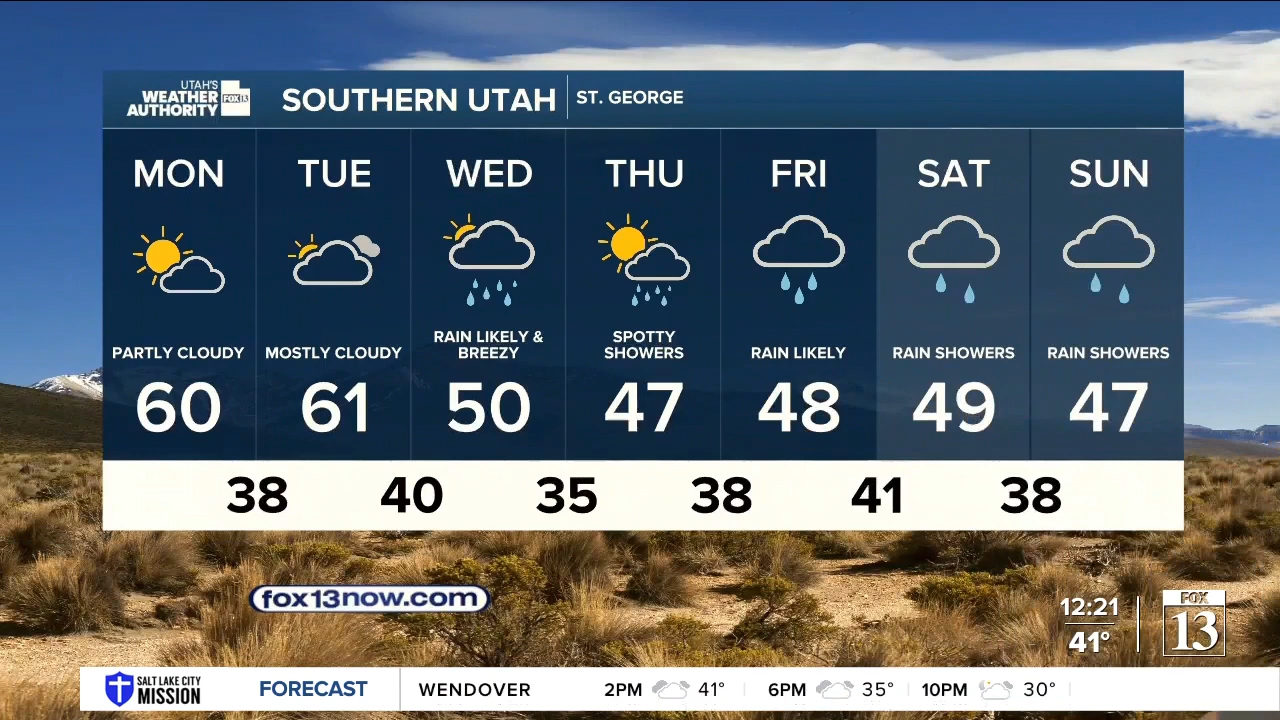 UTAH'S
WEATHER
AUTHORITY
FOX 13
SOUTHERN UTAH
ST. GEORGE
MON
TUE
WED
THU
FRI
SAT
SUN
PARTLY CLOUDY
MOSTLY CLOUDY
RAIN LIKELY &
BREEZY
SPOTTY
SHOWERS
RAIN LIKELY
RAIN SHOWERS
RAIN SHOWERS
60
61
50
47
48
49
47
38
40
35
38
41
38
fox13now.com
12:21
41°
FOX
13
SALT LAKE CITY
MISSION
FORECAST
WENDOVER
2PM 41°
6PM 35°
10PM 30°